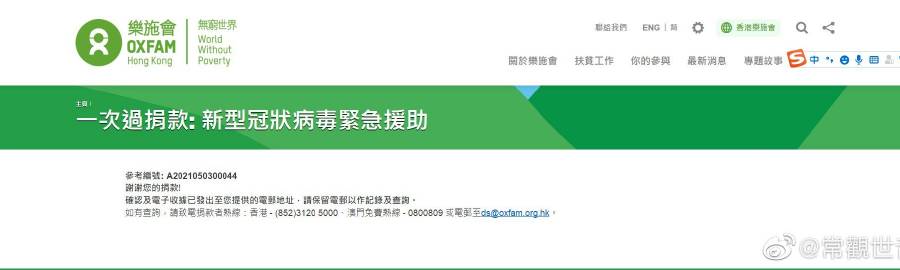 樂施會
OXFAM
Hong Kong
無窮世界
World
Without
Poverty
聯絡我們 ENG | 簡 香港樂施會
關於樂施會 扶貧工作 你的參與 最新消息 專題故事
S 中
主頁 /
一次過捐款: 新型冠狀病毒緊急援助
參考編號: A2021050300044
謝謝您的捐款!
確認及電子收據已發出至您提供的電郵地址，請保留電郵以作記錄及查詢。
如有查詢，請致電捐款者熱線：香港 - (852)3120 5000、澳門免費熱線 - 0800809 或電郵至ds@oxfam.org.hk。
@常觀世音